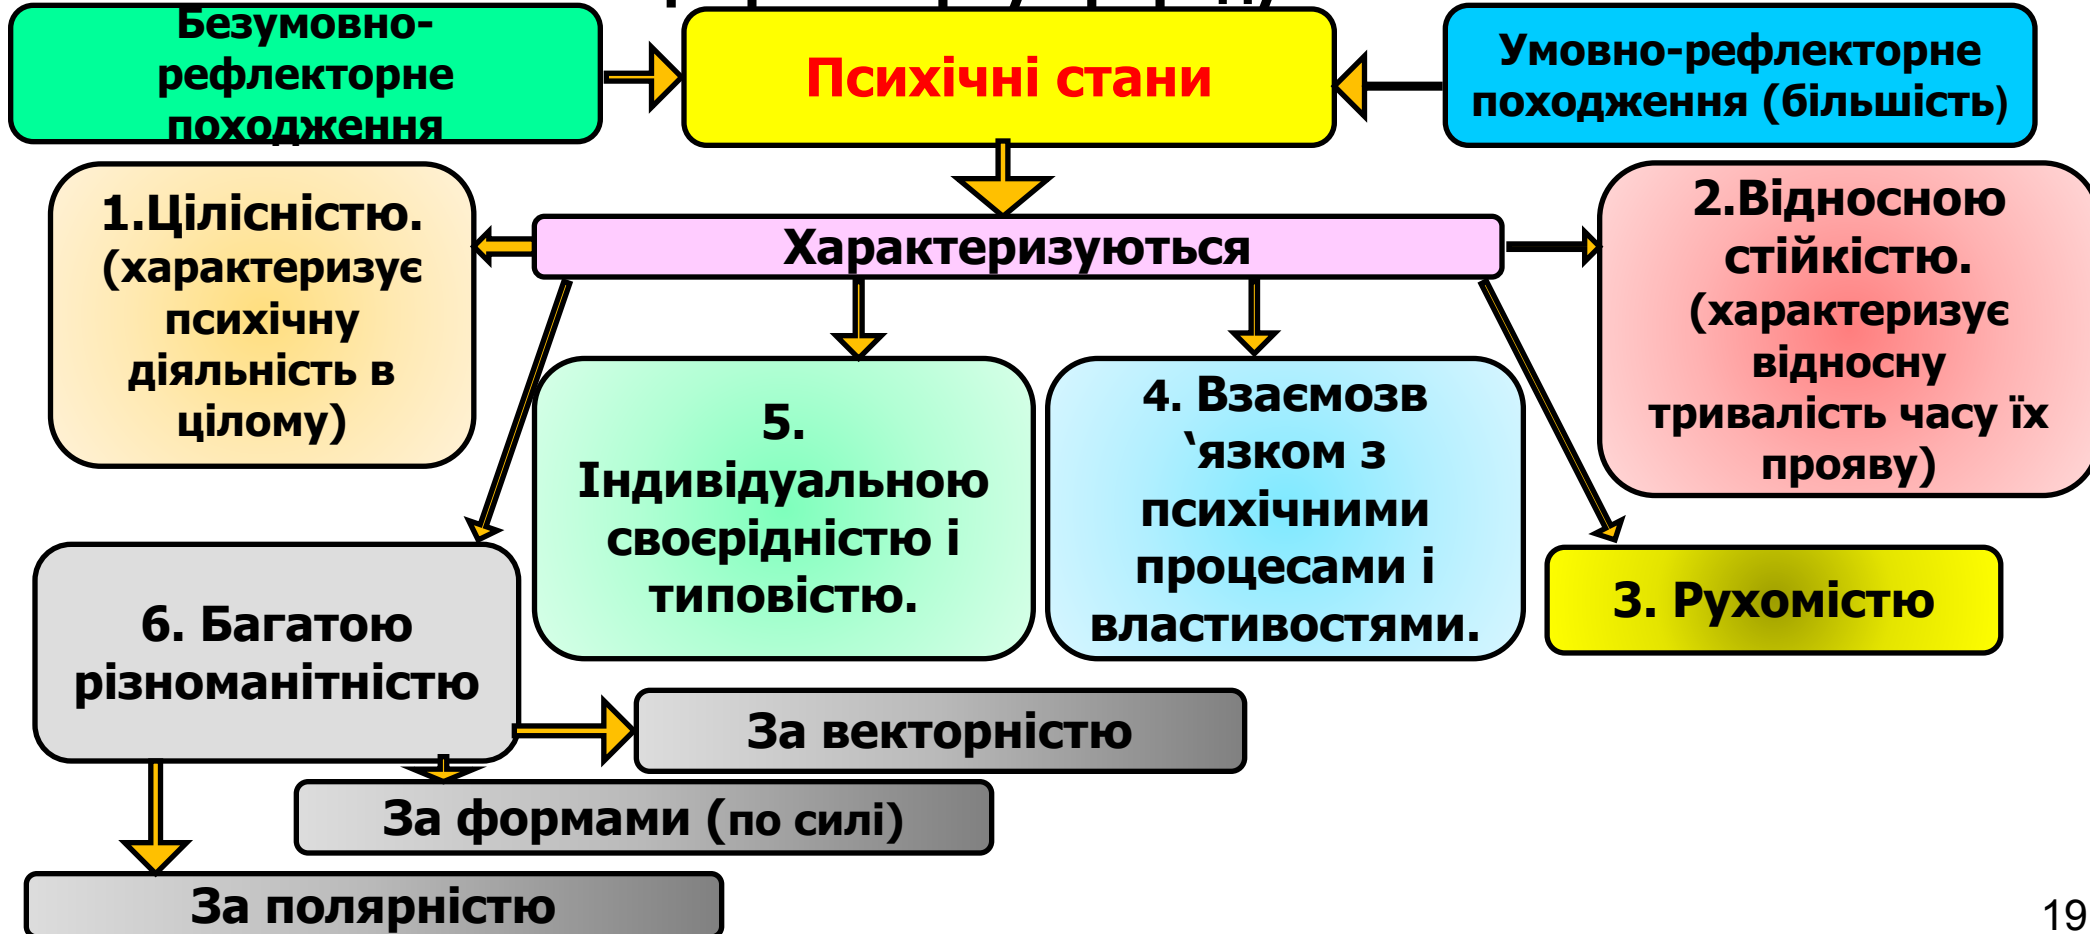 Безумовно-
рефлекторне
походження
Психічні стани
Умовно-рефлекторне
походження (більшість)
Характеризуються
1.Цілісністю.
(характеризує
психічну
діяльність в
цілому)
2.Відносною
стійкістю.
(характеризує
відносну
тривалість часу їх
прояву)
5.
Індивідуальною
своєрідністю і
типовістю.
4. Взаємозв
‘язком з
психічними
процесами і
властивостями.
3. Рухомістю
6. Багатою
різноманітністю
За векторністю
За формами (по силі)
За полярністю
19